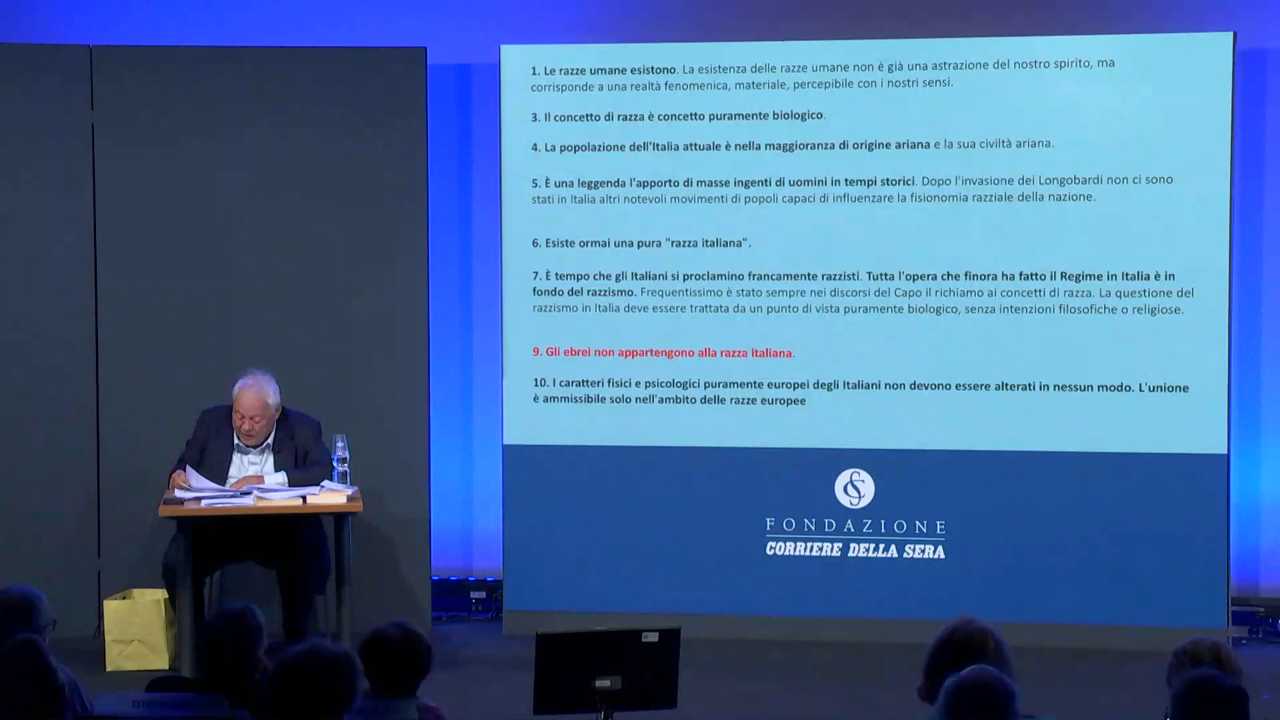 1. Le razze umane esistono. La esistenza delle razze umane non è già una astrazione del nostro spirito, ma
corrisponde a una realtà fenomenica, materiale, percepibile con i nostri sensi.
3. Il concetto di razza è concetto puramente biologico.
4. La popolazione dell'Italia attuale è nella maggioranza di origine ariana e la sua civiltà ariana.
5. È una leggenda l'apporto di masse ingenti di uomini in tempi storici. Dopo l'invasione dei Longobardi non ci sono
stati in Italia altri notevoli movimenti di popoli capaci di influenzare la fisionomia razziale della nazione.
6. Esiste ormai una pura "razza italiana".
7. È tempo che gli Italiani si proclamino francamente razzisti. Tutta l'opera che finora ha fatto il Regime in Italia è in
fondo del razzismo. Frequentissimo è stato sempre nei discorsi del Capo il richiamo ai concetti di razza. La questione del
razzismo in Italia deve essere trattata da un punto di vista puramente biologico, senza intenzioni filosofiche o religiose.
9. Gli ebrei non appartengono alla razza italiana.
10. I caratteri fisici e psicologici puramente europei degli Italiani non devono essere alterati in nessun modo. L'unione
è ammissibile solo nell'ambito delle razze europee
FONDAZIONE
CORRIERE DELLA SERA